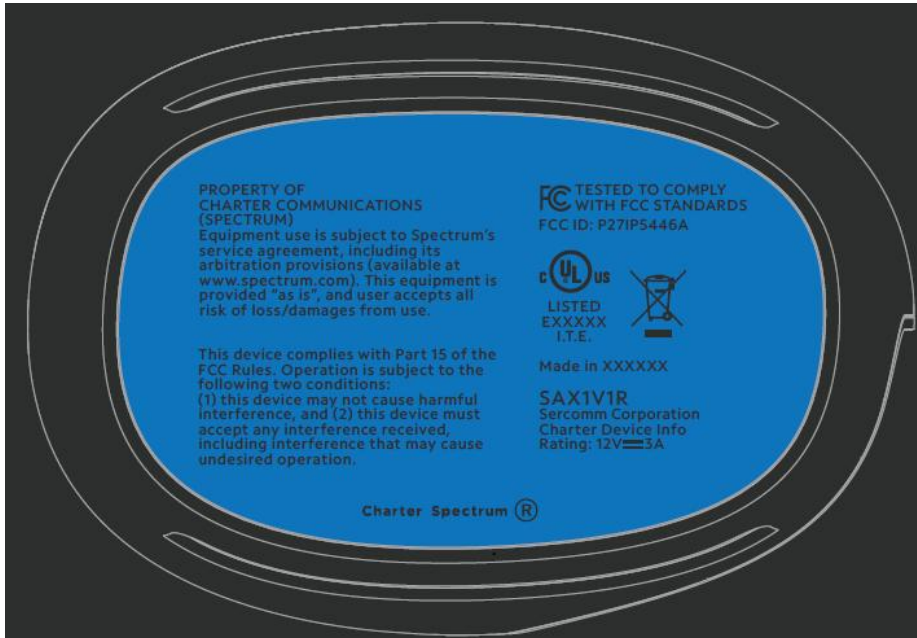 PROPERTY OF
CHARTER COMMUNICATIONS
(SPECTRUM)
Equipment use is subject to Spectrum's
service agreement, including its
arbitration provisions (available at
www.spectrum.com). This equipment is
provided "as is", and user accepts all
risk of loss/damages from use.
This device complies with Part 15 of the
FCC Rules. Operation is subject to the
following two conditions:
(1) this device may not cause harmful
interference, and (2) this device must
accept any interference received,
including interference that may cause
undesired operation.
FC TESTED TO COMPLY
WITH FCC STANDARDS
FCC ID: P27IP5446A
c UL US
LISTED
EXXXXX
I.T.E.
Made in XXXXXX
SAX1V1R
Sercomm Corporation
Charter Device Info
Rating: 12V⎓3A
Charter Spectrum ®